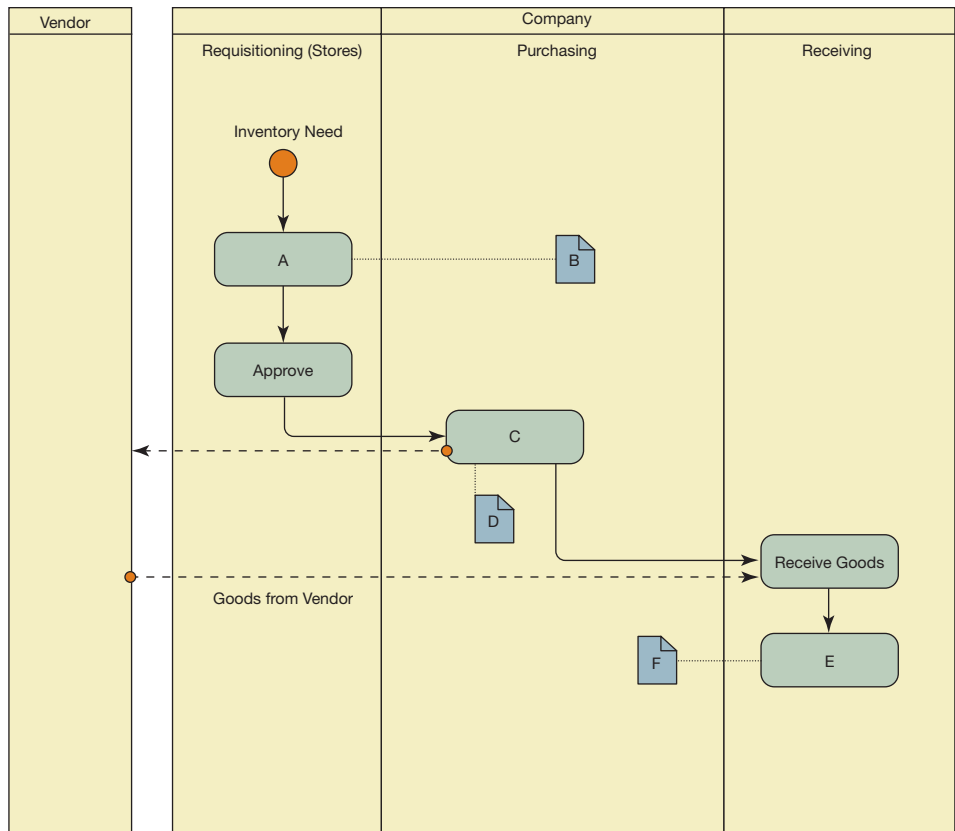 Vendor
Company
Requisitioning (Stores)
Purchasing
Receiving
Inventory Need
A
B
Approve
C
D
Receive Goods
Goods from Vendor
E
F